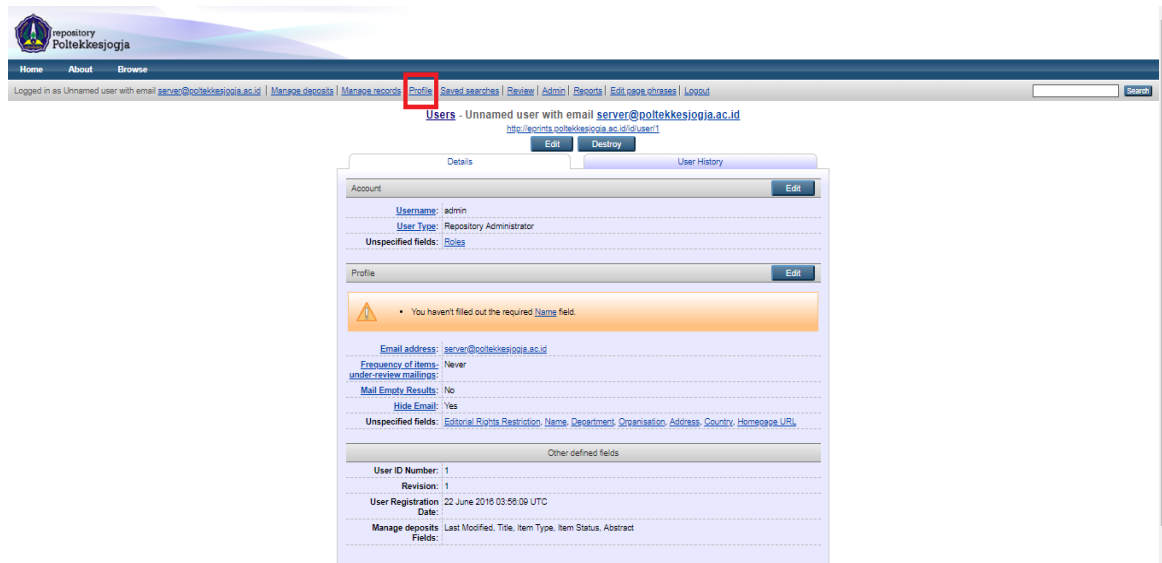 repository
Poltekkesjogja
Home About Browse
Logged in as Unnamed user with email server@poltekkesjogja.ac.id | Manage deposits | Manage records | Profile | Saved searches | Review | Admin | Reports | Edit page phrases | Logout Search
Users - Unnamed user with email server@poltekkesjogja.ac.id
http://eprints.poltekkesjogja.ac.id/id/user/1
Edit Destroy
Details User History
Account Edit
Username: admin
User Type: Repository Administrator
Unspecified fields: Roles
Profile Edit
• You haven't filled out the required Name field.
Email address: server@poltekkesjogja.ac.id
Frequency of items- Never
under-review mailings:
Mail Empty Results: No
Hide Email: Yes
Unspecified fields: Editorial Rights Restriction, Name, Department, Organisation, Address, Country, Homepage URL
Other defined fields
User ID Number: 1
Revision: 1
User Registration 22 June 2016 03:56:09 UTC
Date:
Manage deposits Last Modified, Title, Item Type, Item Status, Abstract
Fields: